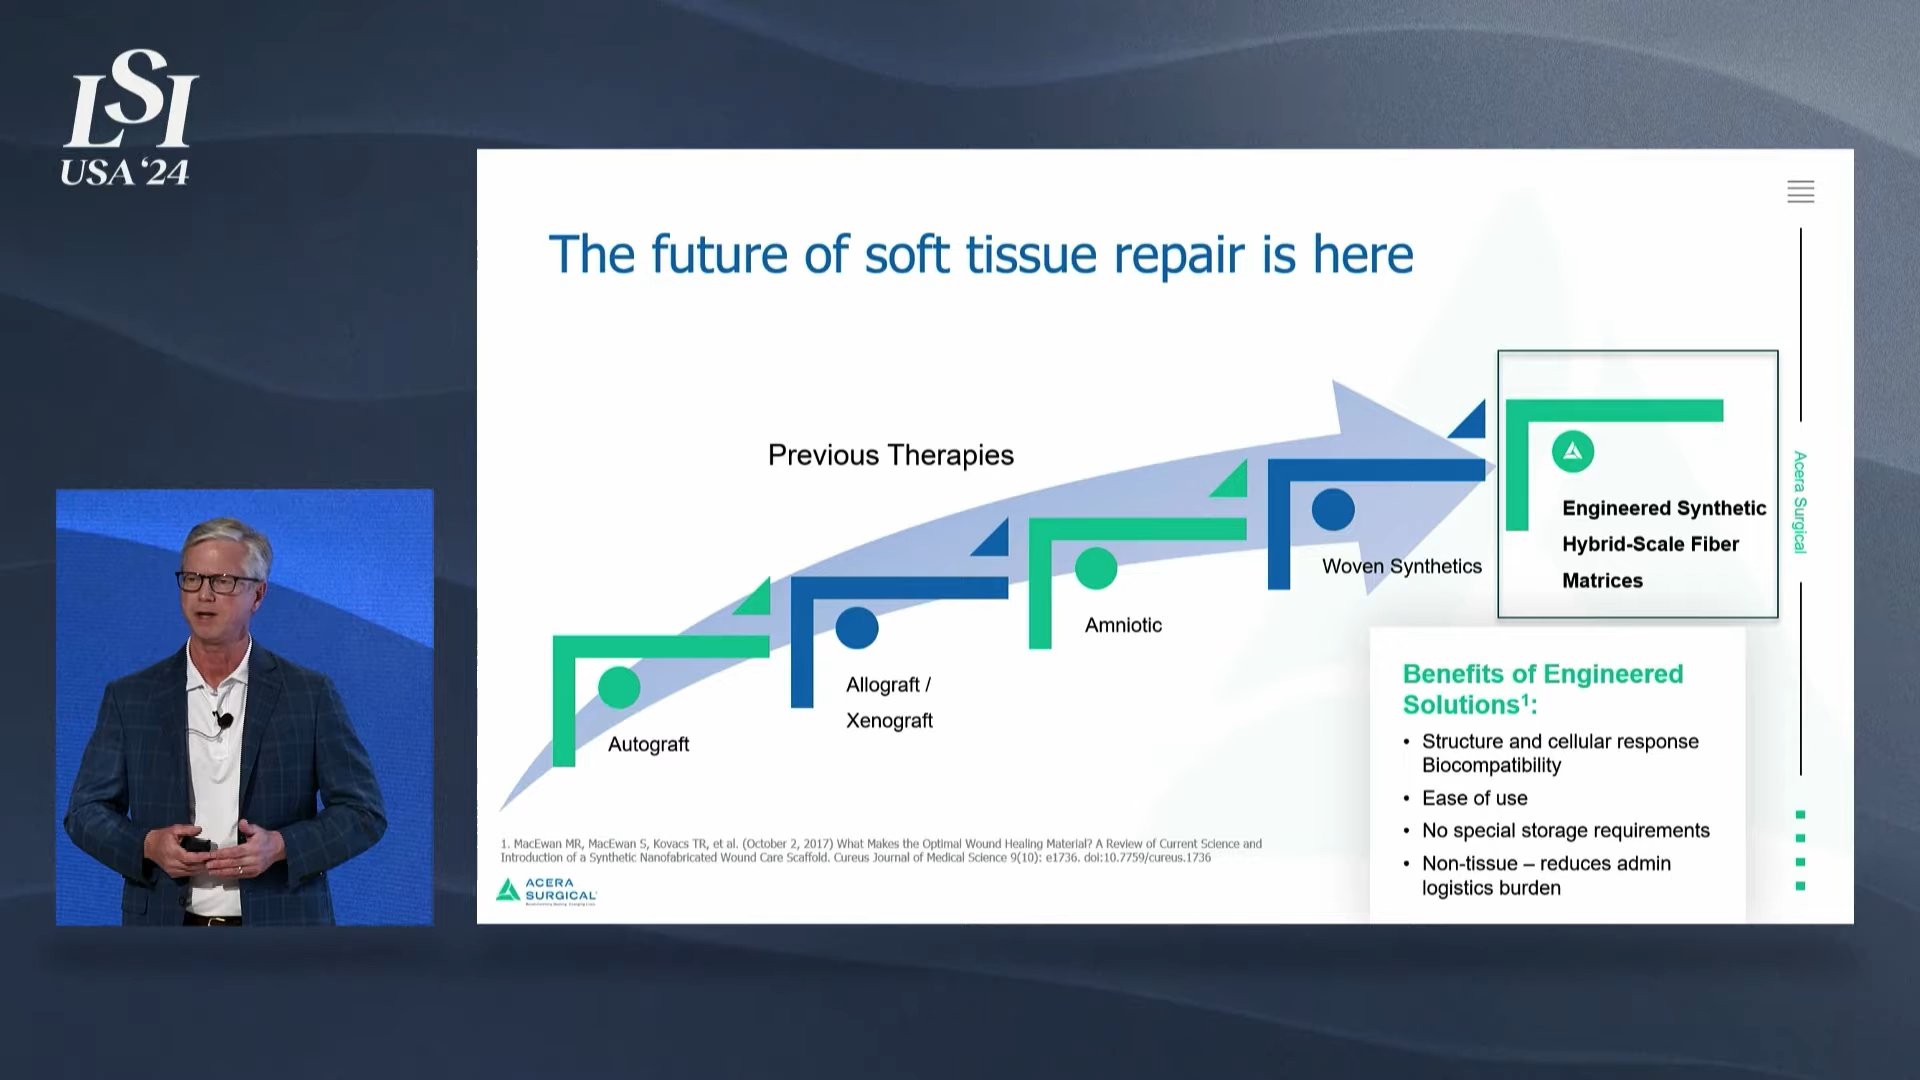 LSI
USA '24
The future of soft tissue repair is here
Previous Therapies
Autograft
Allograft /
Xenograft
Amniotic
Woven Synthetics
Engineered Synthetic
Hybrid-Scale Fiber
Matrices
Acera Surgical
Benefits of Engineered
Solutions¹:
• Structure and cellular response
Biocompatibility
• Ease of use
• No special storage requirements
• Non-tissue – reduces admin
logistics burden
1. MacEwan MR, MacEwan S, Kovacs TR, et al. (October 2, 2017) What Makes the Optimal Wound Healing Material? A Review of Current Science and
Introduction of a Synthetic Nanofabricated Wound Care Scaffold. Cureus Journal of Medical Science 9(10): e1736. doi:10.7759/cureus.1736
ACERA
SURGICAL